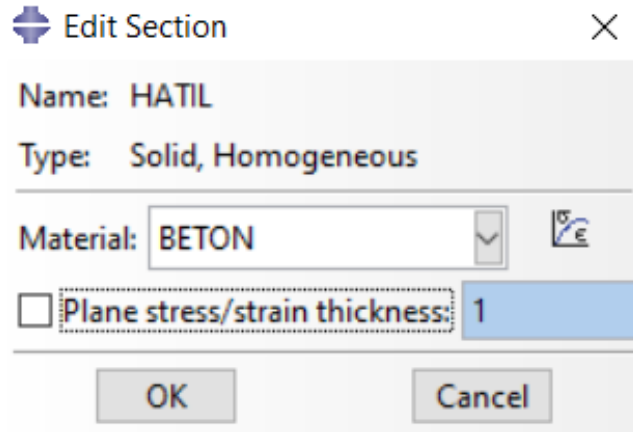 Edit Section
Name: HATIL
Type: Solid, Homogeneous
Material: BETON
σ ε
Plane stress/strain thickness: 1
OK Cancel